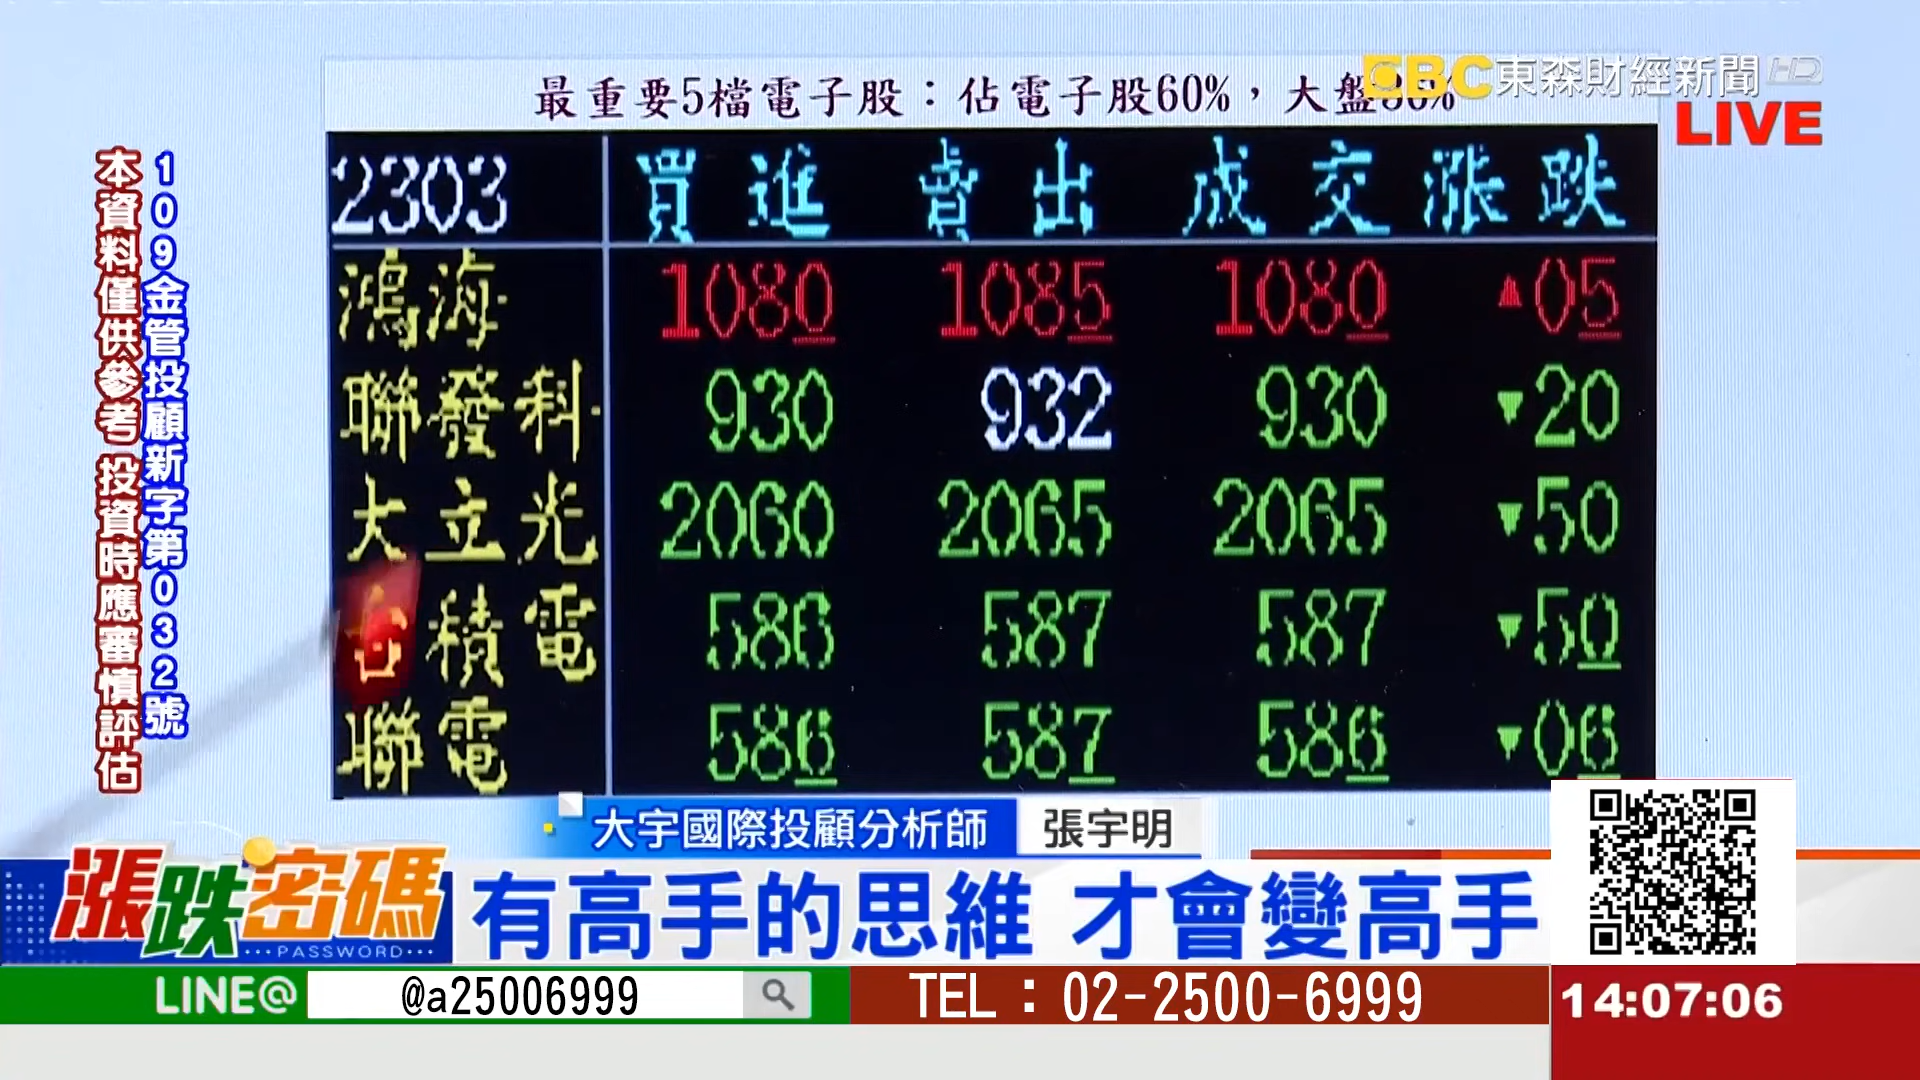 最重要5檔電子股：佔電子股60%，大盤
EBC東森財經新聞HD
LIVE
109金管投顧新字第032號
本資料僅供參考 投資時應審慎評估
2303 買進 賣出 成交 漲跌
鴻海 1080 1085 1080 ▲05
聯發科 930 932 930 ▼20
大立光 2060 2065 2065 ▼50
台積電 586 587 587 ▼50
聯電 586 587 586 ▼06
大宇國際投顧分析師 張宇明
漲跌密碼
PASSWORD
有高手的思維 才會變高手
LINE@ @a25006999 TEL：02-2500-6999 14:07:06